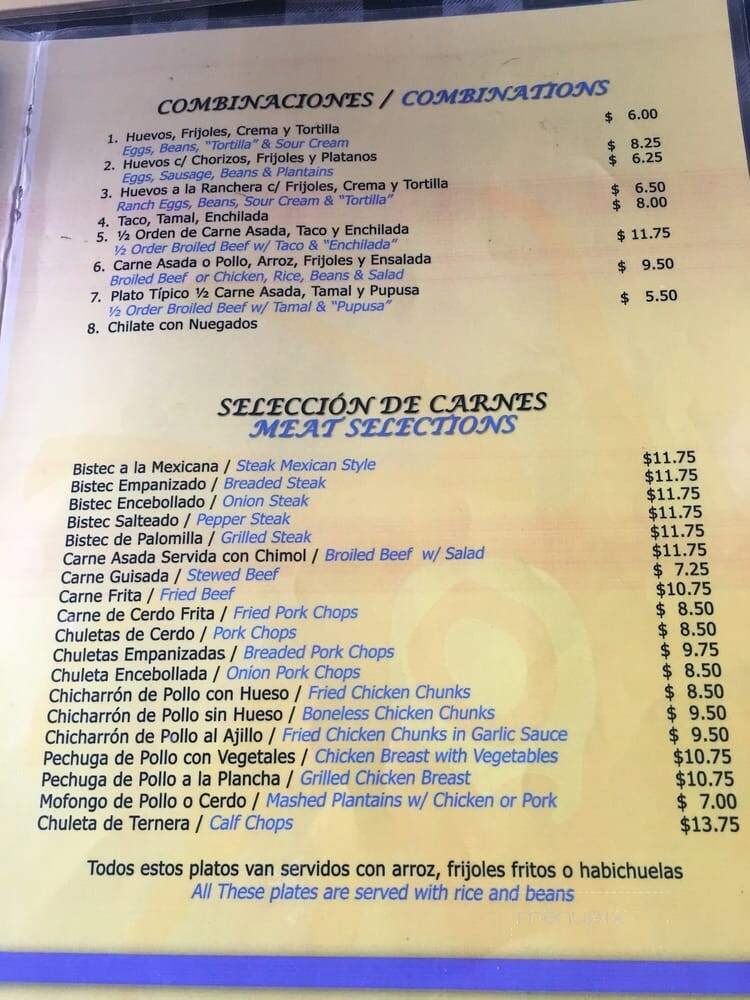 COMBINACIONES / COMBINATIONS
1. Huevos, Frijoles, Crema y Tortilla $ 6.00
Eggs, Beans, "Tortilla" & Sour Cream
2. Huevos c/ Chorizos, Frijoles y Platanos $ 8.25
Eggs, Sausage, Beans & Plantains
3. Huevos a la Ranchera c/ Frijoles, Crema y Tortilla $ 6.25
Ranch Eggs, Beans, Sour Cream & "Tortilla"
4. Taco, Tamal, Enchilada $ 6.50
5. ½ Orden de Carne Asada, Taco y Enchilada $ 8.00
½ Order Broiled Beef w/ Taco & "Enchilada"
6. Carne Asada o Pollo, Arroz, Frijoles y Ensalada $ 11.75
Broiled Beef or Chicken, Rice, Beans & Salad
7. Plato Típico ½ Carne Asada, Tamal y Pupusa $ 9.50
½ Order Broiled Beef w/ Tamal & "Pupusa"
8. Chilate con Nuegados $ 5.50
SELECCIÓN DE CARNES
MEAT SELECTIONS
Bistec a la Mexicana / Steak Mexican Style $11.75
Bistec Empanizado / Breaded Steak $11.75
Bistec Encebollado / Onion Steak $11.75
Bistec Salteado / Pepper Steak $11.75
Bistec de Palomilla / Grilled Steak $11.75
Carne Asada Servida con Chimol / Broiled Beef w/ Salad $11.75
Carne Guisada / Stewed Beef $ 7.25
Carne Frita / Fried Beef $10.75
Carne de Cerdo Frita / Fried Pork Chops $ 8.50
Chuletas de Cerdo / Pork Chops $ 8.50
Chuletas Empanizadas / Breaded Pork Chops $ 9.75
Chuleta Encebollada / Onion Pork Chops $ 8.50
Chicharrón de Pollo con Hueso / Fried Chicken Chunks $ 8.50
Chicharrón de Pollo sin Hueso / Boneless Chicken Chunks $ 9.50
Chicharrón de Pollo al Ajillo / Fried Chicken Chunks in Garlic Sauce $ 9.50
Pechuga de Pollo con Vegetales / Chicken Breast with Vegetables $10.75
Pechuga de Pollo a la Plancha / Grilled Chicken Breast $10.75
Mofongo de Pollo o Cerdo / Mashed Plantains w/ Chicken or Pork $ 7.00
Chuleta de Ternera / Calf Chops $13.75
Todos estos platos van servidos con arroz, frijoles fritos o habichuelas
All These plates are served with rice and beans